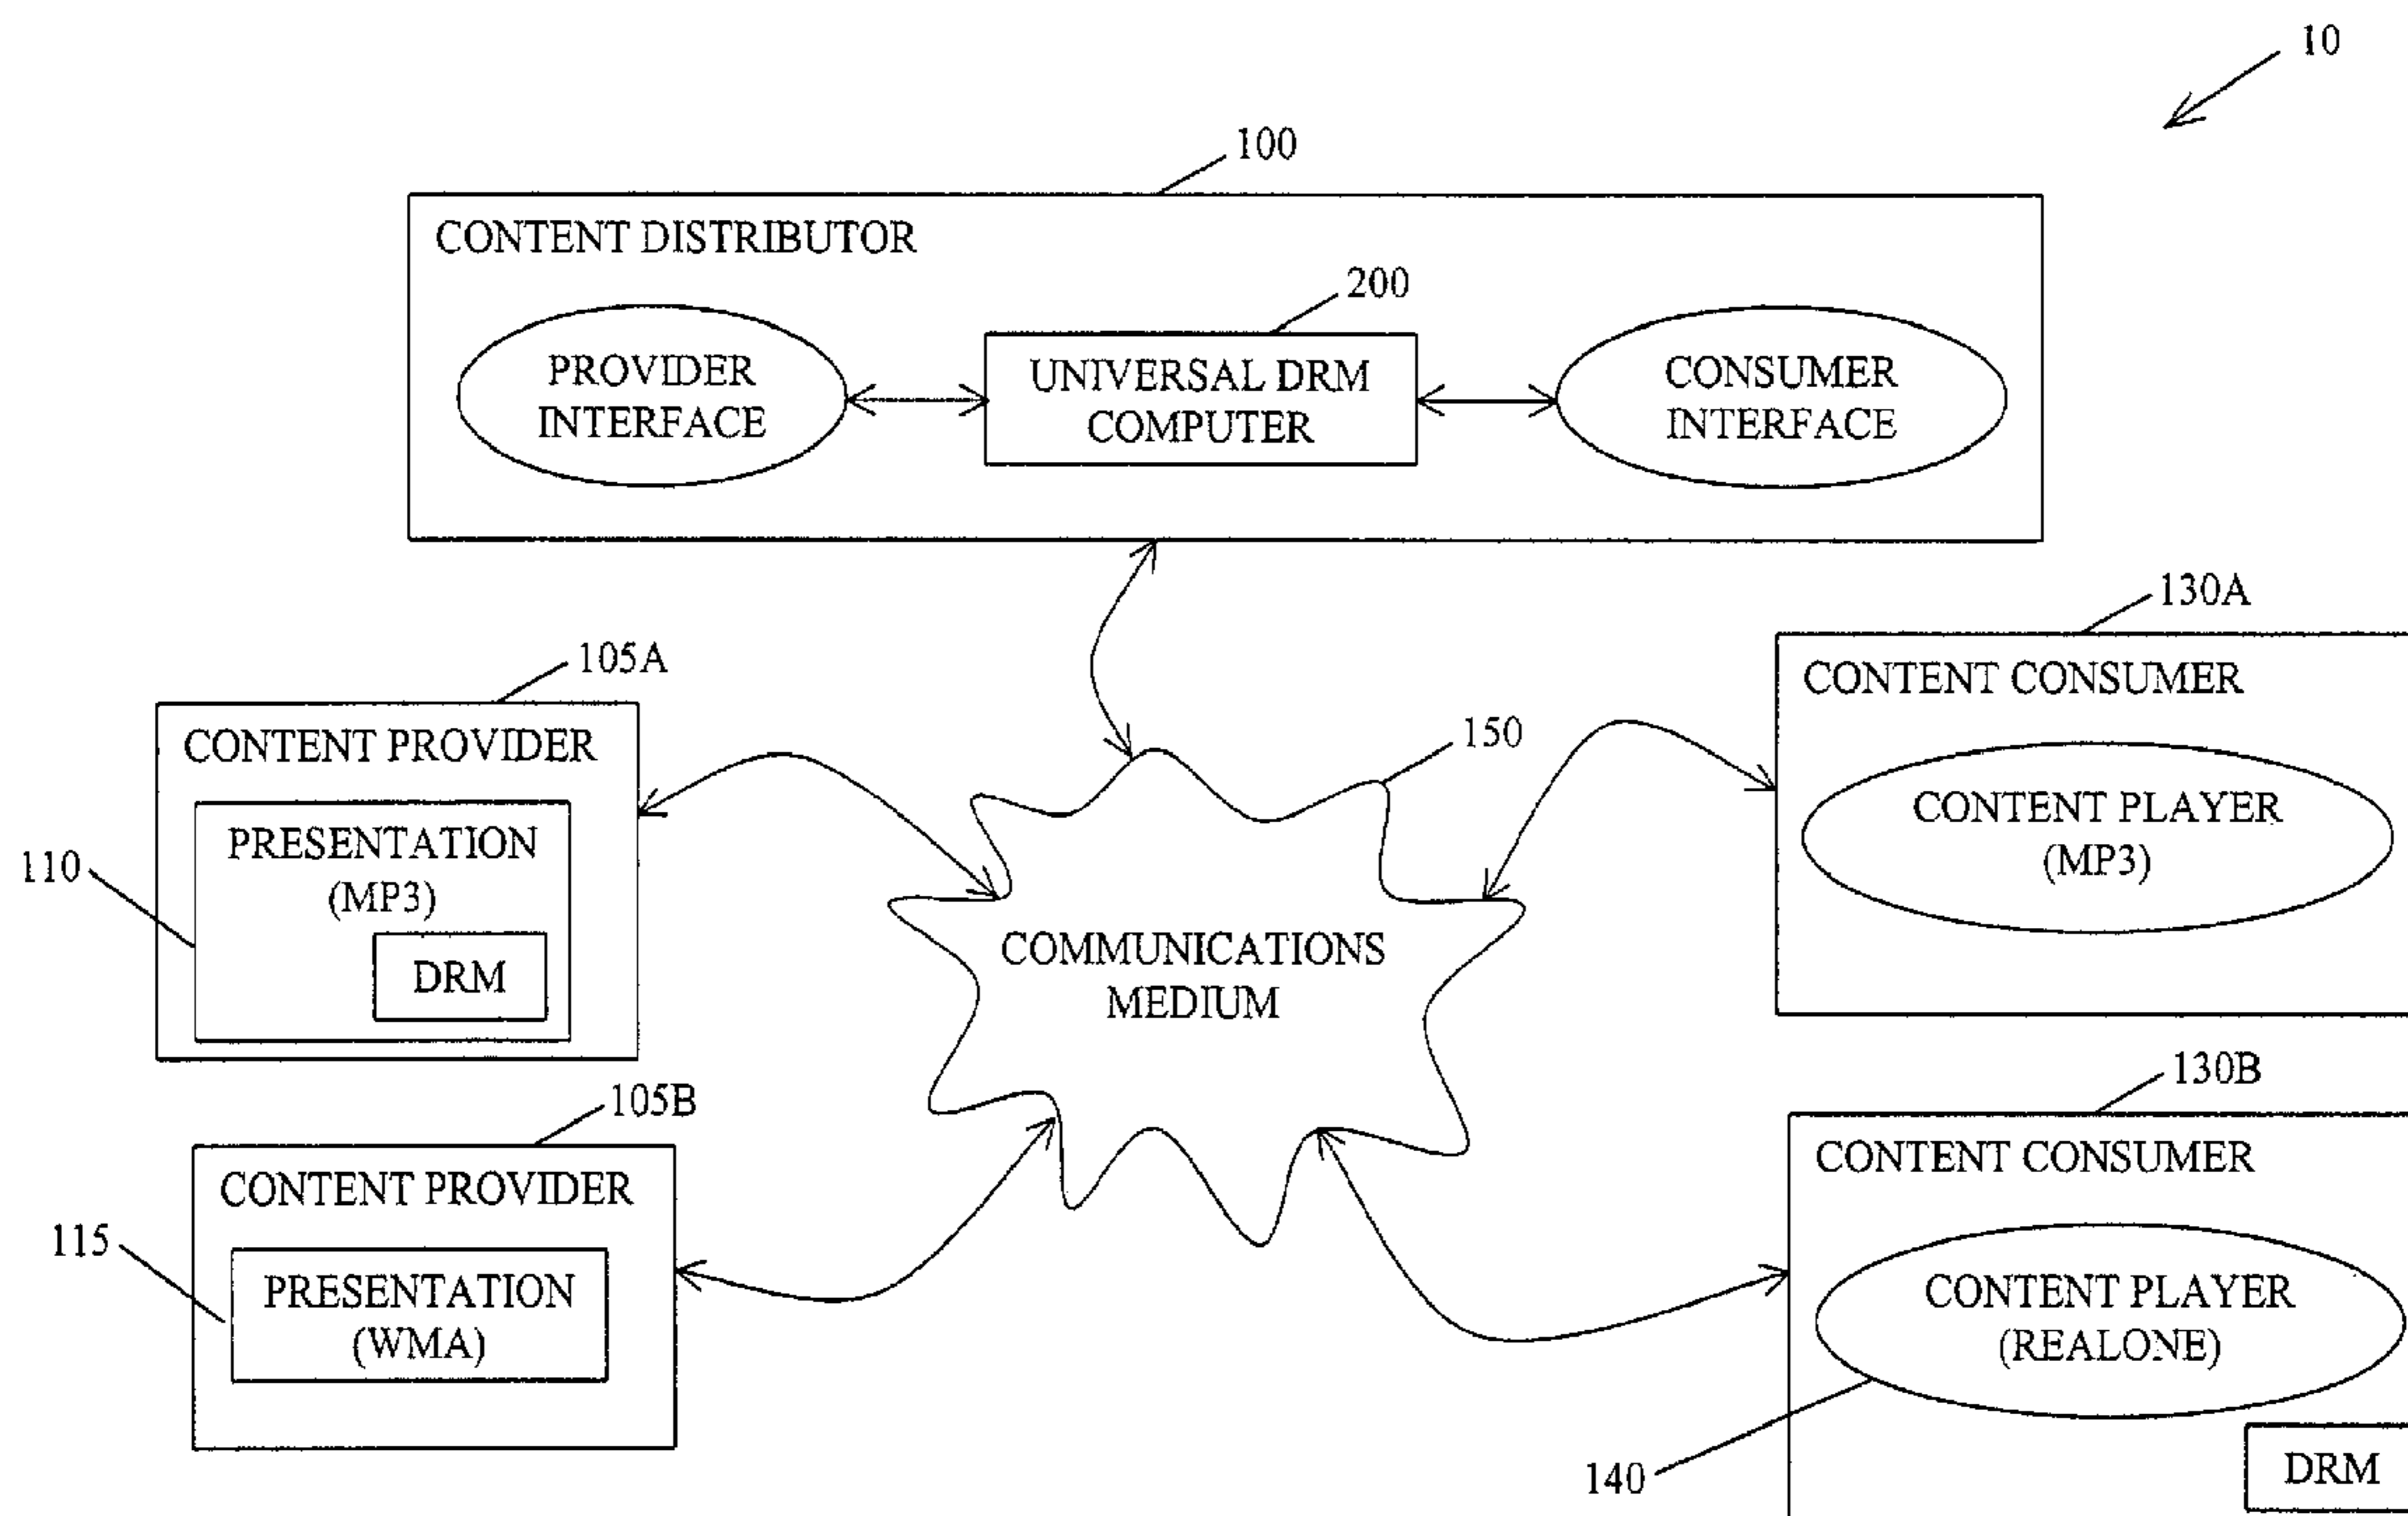 10
100
CONTENT DISTRIBUTOR
200
PROVIDER
INTERFACE
UNIVERSAL DRM
COMPUTER
CONSUMER
INTERFACE
130A
105A
CONTENT CONSUMER
150
CONTENT PROVIDER
CONTENT PLAYER
(MP3)
PRESENTATION
(MP3)
110
DRM
COMMUNICATIONS
MEDIUM
130B
105B
CONTENT CONSUMER
CONTENT PROVIDER
115
PRESENTATION
(WMA)
CONTENT PLAYER
(REALONE)
140
DRM